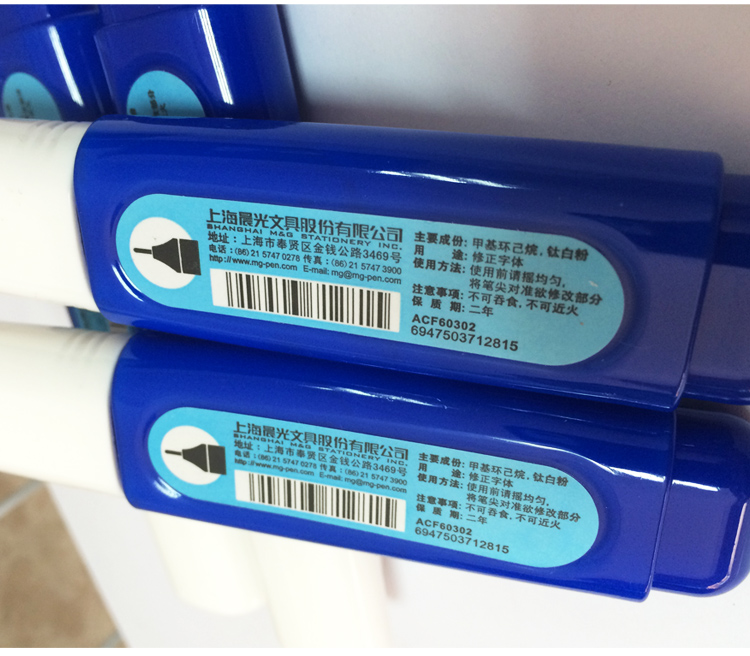 上海晨光文具股份有限公司
SHANGHAI M&G STATIONERY INC.
地址：上海市奉贤区金钱公路3469号
电话：(86) 21 5747 0278 传真：(86) 21 5747 3900
http://www.mg-pen.com E-mail: mg@mg-pen.com
主要成份: 甲基环己烷, 钛白粉
用 途: 修正字体
使用方法: 使用前请摇均匀,
将笔尖对准欲修改部分
注意事项: 不可吞食, 不可近火
保 质 期: 二年
ACF60302
6947503712815
上海晨光文具股份有限公司
SHANGHAI M&G STATIONERY INC.
地址：上海市奉贤区金钱公路3469号
电话：(86) 21 5747 0278 传真：(86) 21 5747 3900
http://www.mg-pen.com E-mail: mg@mg-pen.com
主要成份: 甲基环己烷, 钛白粉
用 途: 修正字体
使用方法: 使用前请摇均匀,
将笔尖对准欲修改部分
注意事项: 不可吞食, 不可近火
保 质 期: 二年
ACF60302
6947503712815